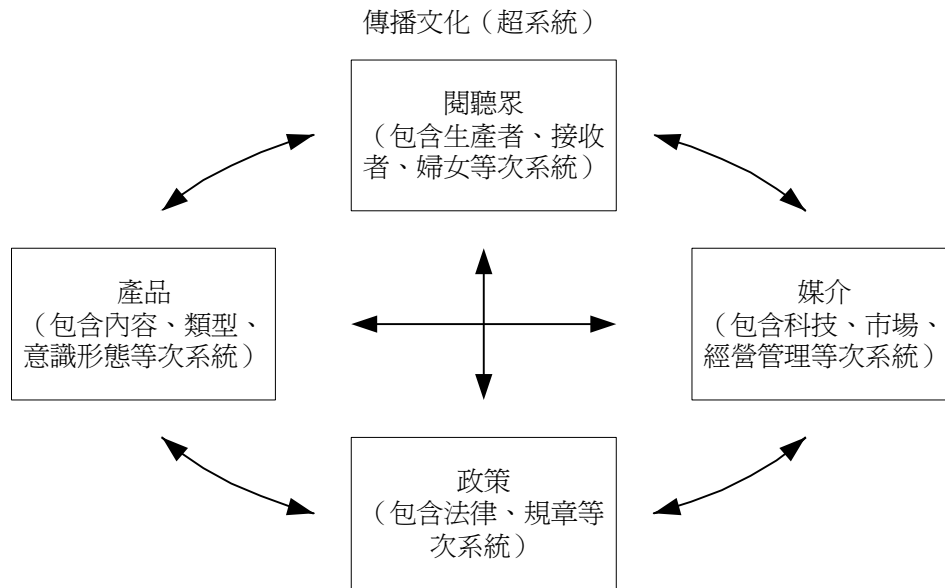 傳播文化（超系統）
閱聽眾
（包含生產者、接收
者、婦女等次系統）
產品
（包含內容、類型、
意識形態等次系統）
媒介
（包含科技、市場、
經營管理等次系統）
政策
（包含法律、規章等
次系統）